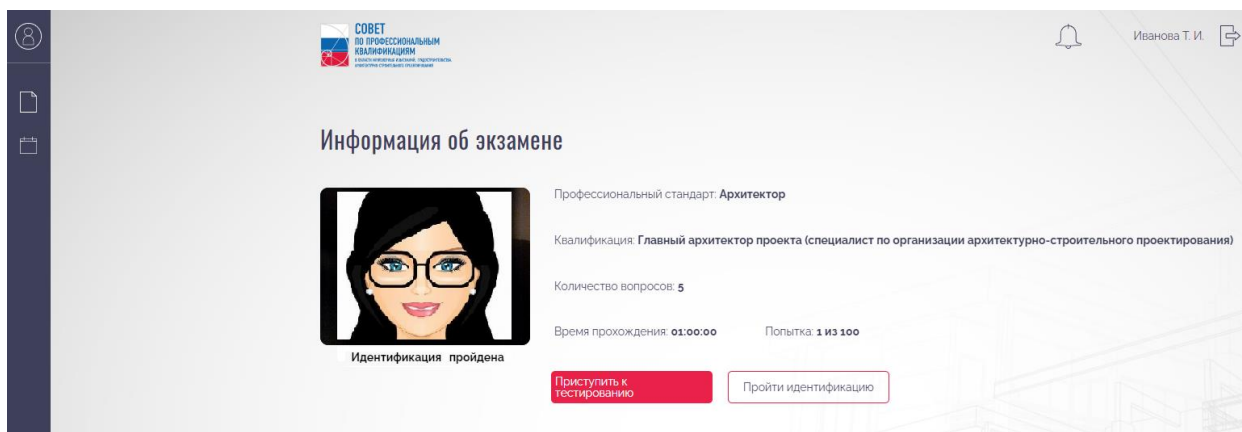 СОВЕТ
ПО ПРОФЕССИОНАЛЬНЫМ
КВАЛИФИКАЦИЯМ
Иванова Т. И.
Информация об экзамене
Профессиональный стандарт: Архитектор
Квалификация: Главный архитектор проекта (специалист по организации архитектурно-строительного проектирования)
Количество вопросов: 5
Время прохождения: 01:00:00 Попытка: 1 из 100
Идентификация пройдена
Приступить к
тестированию
Пройти идентификацию